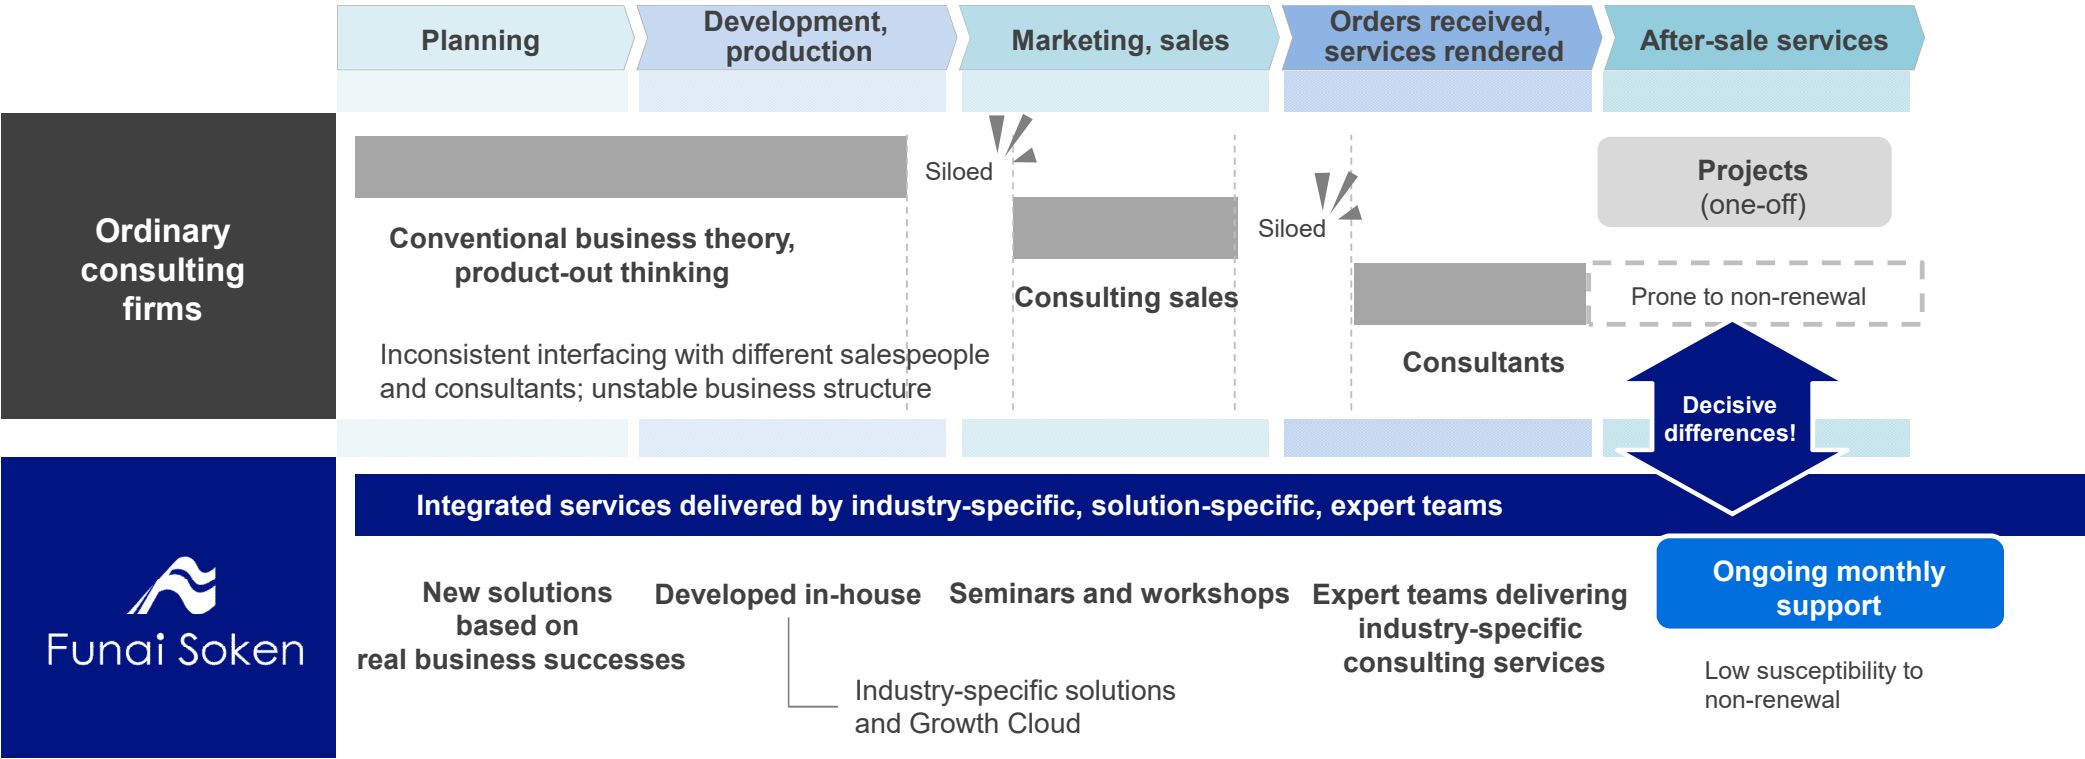 Planning
Development,
production
Marketing, sales
Orders received,
services rendered
After-sale services
Ordinary
consulting
firms
Siloed
Siloed
Projects
(one-off)
Conventional business theory,
product-out thinking
Consulting sales
Prone to non-renewal
Inconsistent interfacing with different salespeople
and consultants; unstable business structure
Consultants
Decisive
differences!
Funai Soken
Integrated services delivered by industry-specific, solution-specific, expert teams
New solutions
based on
real business successes
Developed in-house
Industry-specific solutions
and Growth Cloud
Seminars and workshops
Expert teams delivering
industry-specific
consulting services
Ongoing monthly
support
Low susceptibility to
non-renewal